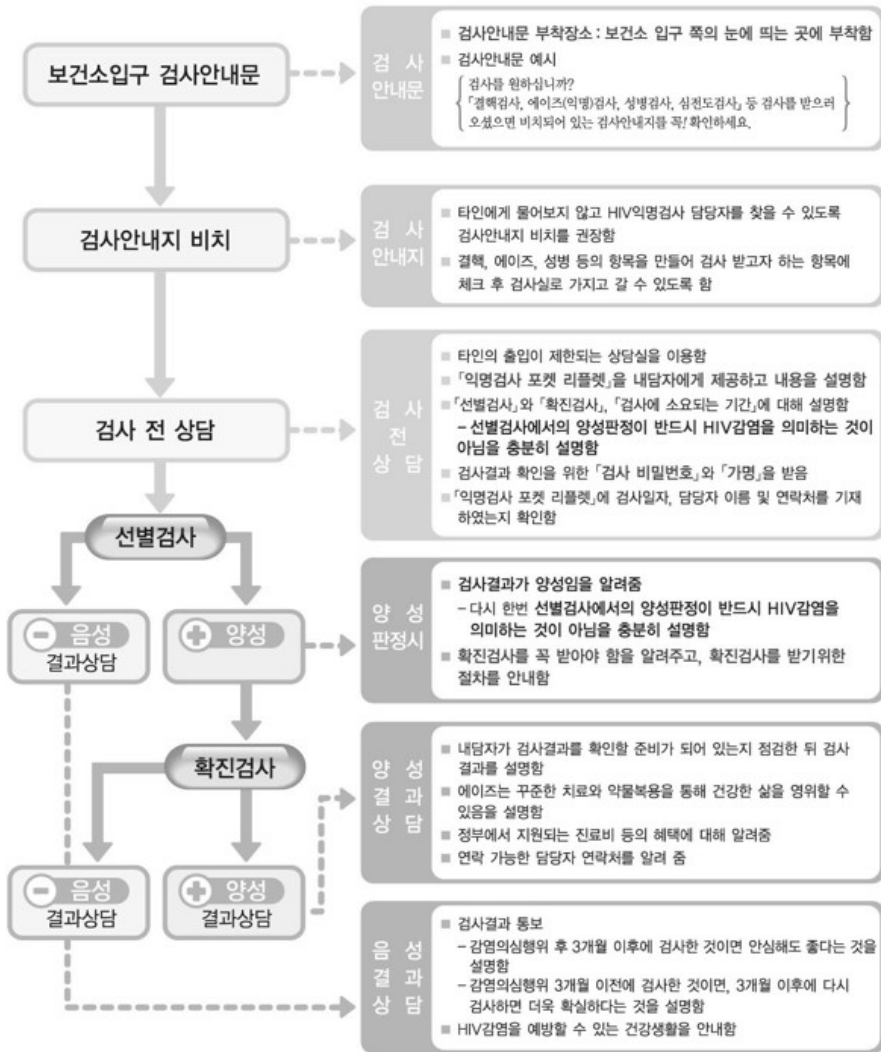 보건소입구 검사안내문
검 사
안내문
■ 검사안내문 부착장소 : 보건소 입구 쪽의 눈에 띄는 곳에 부착함
■ 검사안내문 예시
검사를 원하십니까?
「결핵검사, 에이즈(익명)검사, 성병검사, 심전도검사」 등 검사를 받으러
오셨으면 비치되어 있는 검사안내지를 꼭! 확인하세요.
검사안내지 비치
검 사
안내지
■ 타인에게 물어보지 않고 HIV익명검사 담당자를 찾을 수 있도록
검사안내지 비치를 권장함
■ 결핵, 에이즈, 성병 등의 항목을 만들어 검사 받고자 하는 항목에
체크 후 검사실로 가지고 갈 수 있도록 함
검사 전 상담
검 사
전
상 담
■ 타인의 출입이 제한되는 상담실을 이용함
■ 「익명검사 포켓 리플렛」을 내담자에게 제공하고 내용을 설명함
■ 「선별검사」와 「확진검사」, 「검사에 소요되는 기간」에 대해 설명함
– 선별검사에서의 양성판정이 반드시 HIV감염을 의미하는 것이
아님을 충분히 설명함
■ 검사결과 확인을 위한 「검사 비밀번호」와 「가명」을 받음
■ 「익명검사 포켓 리플렛」에 검사일자, 담당자 이름 및 연락처를 기재
하였는지 확인함
선별검사
음성
결과상담
양성
양 성
판정시
■ 검사결과가 양성임을 알려줌
– 다시 한번 선별검사에서의 양성판정이 반드시 HIV감염을
의미하는 것이 아님을 충분히 설명함
■ 확진검사를 꼭 받아야 함을 알려주고, 확진검사를 받기위한
절차를 안내함
확진검사
양 성
결 과
상 담
■ 내담자가 검사결과를 확인할 준비가 되어 있는지 점검한 뒤 검사
결과를 설명함
■ 에이즈는 꾸준한 치료와 약물복용을 통해 건강한 삶을 영위할 수
있음을 설명함
■ 정부에서 지원되는 진료비 등의 혜택에 대해 알려줌
■ 연락 가능한 담당자 연락처를 알려 줌
음성
결과상담
양성
결과상담
음 성
결 과
상 담
■ 검사결과 통보
– 감염의심행위 후 3개월 이후에 검사한 것이면 안심해도 좋다는 것을
설명함
– 감염의심행위 3개월 이전에 검사한 것이면, 3개월 이후에 다시
검사하면 더욱 확실하다는 것을 설명함
■ HIV감염을 예방할 수 있는 건강생활을 안내함